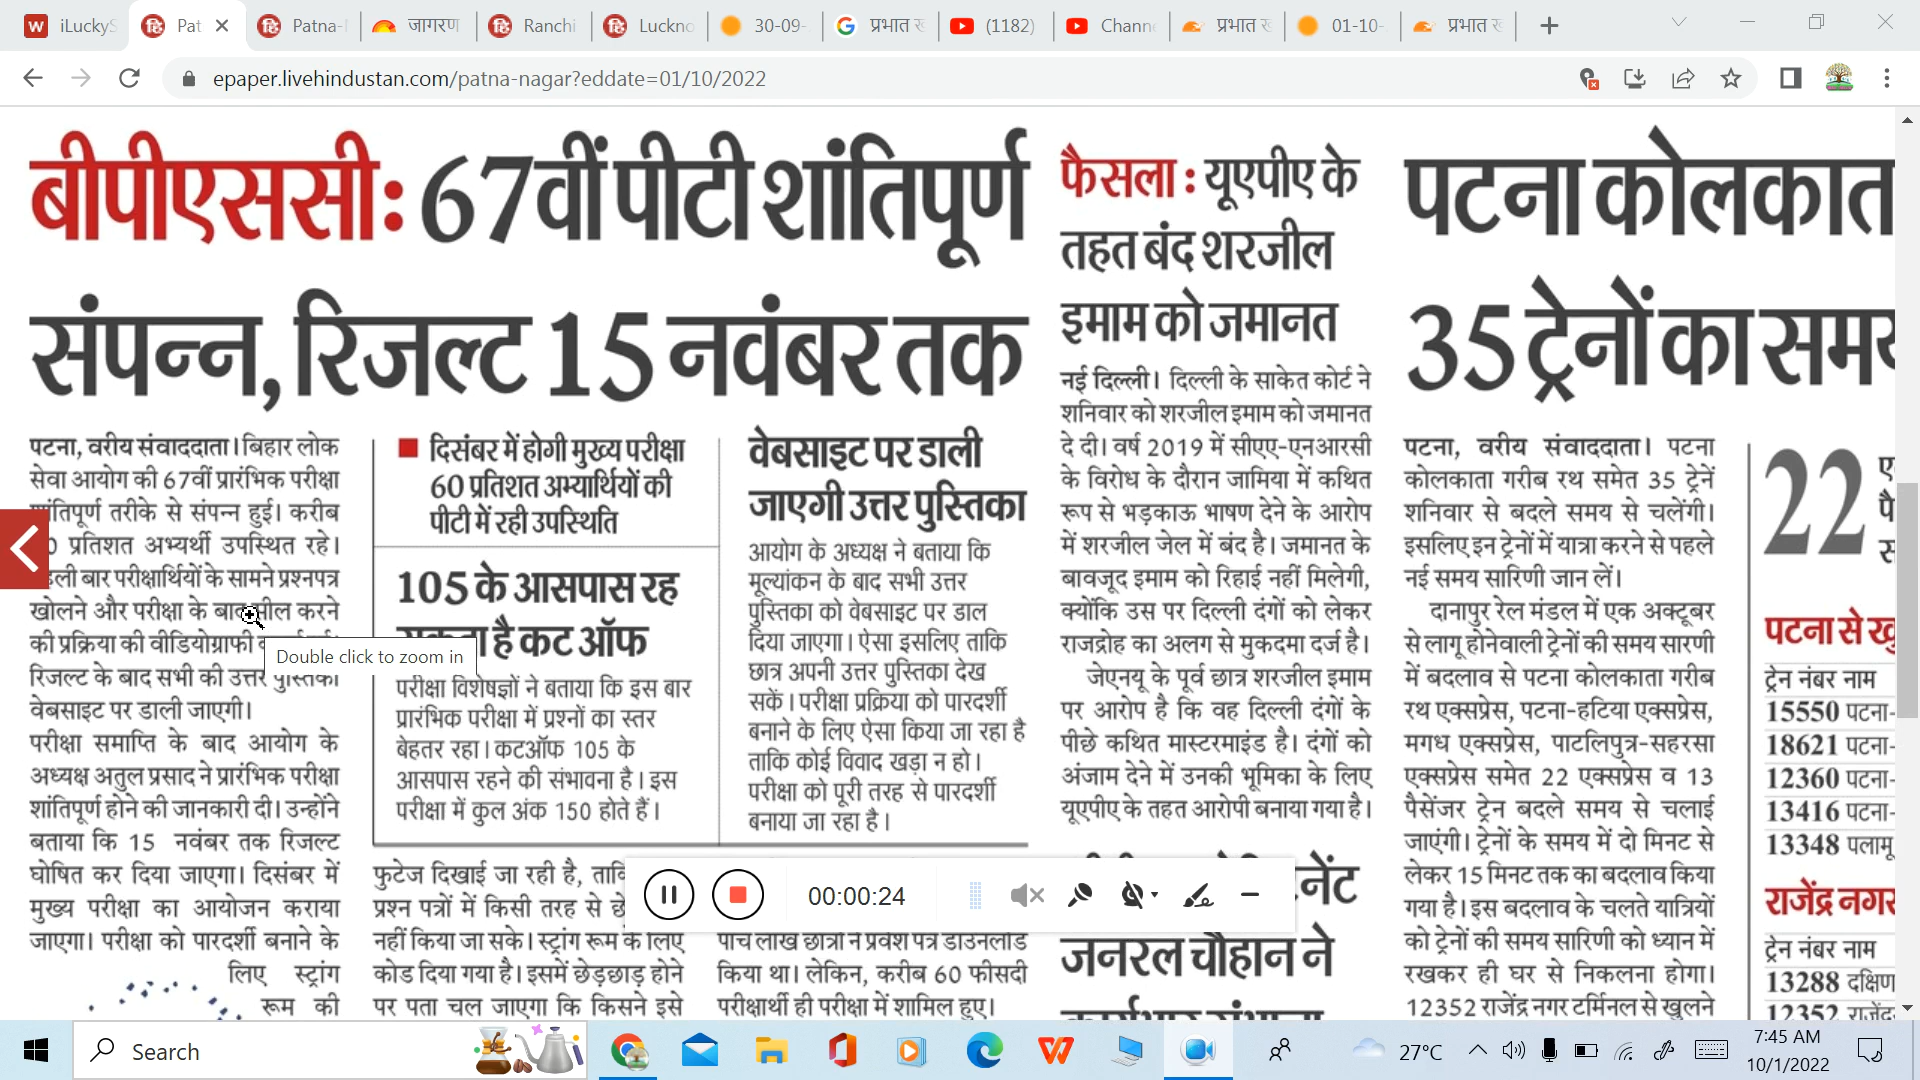 iLuckyS
Pat
Patna-
जागरण
Ranchi
Luckno
30-09-
प्रभात ख
(1182)
Chann
प्रभात ख
01-10-
प्रभात ख
epaper.livehindustan.com/patna-nagar?eddate=01/10/2022
बीपीएससी: 67वीं पीटी शांतिपूर्ण
संपन्न, रिजल्ट 15 नवंबर तक
पटना, वरीय संवाददाता। बिहार लोक
सेवा आयोग की 67वीं प्रारंभिक परीक्षा
शांतिपूर्ण तरीके से संपन्न हुई। करीब
प्रतिशत अभ्यर्थी उपस्थित रहे।
बार परीक्षार्थियों के सामने प्रश्नपत्र
खोलने और परीक्षा के बाद सील करने
की प्रक्रिया की वीडियोग्राफी
रिजल्ट के बाद सभी की उत्तर पुस्तिका
वेबसाइट पर डाली जाएगी।
परीक्षा समाप्ति के बाद आयोग के
अध्यक्ष अतुल प्रसाद ने प्रारंभिक परीक्षा
शांतिपूर्ण होने की जानकारी दी। उन्होंने
बताया कि 15 नवंबर तक रिजल्ट
घोषित कर दिया जाएगा। दिसंबर में
मुख्य परीक्षा का आयोजन कराया
जाएगा। परीक्षा को पारदर्शी बनाने के
लिए स्ट्रांग
रूम की
दिसंबर में होगी मुख्य परीक्षा
60 प्रतिशत अभ्यार्थियों की
पीटी में रही उपस्थिति
105 के आसपास रह
है कट ऑफ
Double click to zoom in
परीक्षा विशेषज्ञों ने बताया कि इस बार
प्रारंभिक परीक्षा में प्रश्नों का स्तर
बेहतर रहा। कटऑफ 105 के
आसपास रहने की संभावना है। इस
परीक्षा में कुल अंक 150 होते हैं।
फुटेज दिखाई जा रही है,
प्रश्न पत्रों में किसी तरह से
नहीं किया जा सके। स्ट्रांग रूम के लिए
कोड दिया गया है। इसमें छेड़छाड़ होने
पर पता चल जाएगा कि किसने इसे
वेबसाइट पर डाली
जाएगी उत्तर पुस्तिका
आयोग के अध्यक्ष ने बताया कि
मूल्यांकन के बाद सभी उत्तर
पुस्तिका को वेबसाइट पर डाल
दिया जाएगा। ऐसा इसलिए ताकि
छात्र अपनी उत्तर पुस्तिका देख
सकें। परीक्षा प्रक्रिया को पारदर्शी
बनाने के लिए ऐसा किया जा रहा है
ताकि कोई विवाद खड़ा न हो।
परीक्षा को पूरी तरह से पारदर्शी
बनाया जा रहा है।
पांच लाख छात्रों ने प्रवेश पत्र डाउनलोड
किया था। लेकिन, करीब 60 फीसदी
परीक्षार्थी ही परीक्षा में शामिल हुए।
00:00:24
फैसला : यूएपीए के
तहत बंद शरजील
इमाम को जमानत
नई दिल्ली। दिल्ली के साकेत कोर्ट ने
शनिवार को शरजील इमाम को जमानत
दे दी। वर्ष 2019 में सीएए-एनआरसी
के विरोध के दौरान जामिया में कथित
रूप से भड़काऊ भाषण देने के आरोप
में शरजील जेल में बंद है। जमानत के
बावजूद इमाम को रिहाई नहीं मिलेगी,
क्योंकि उस पर दिल्ली दंगों को लेकर
राजद्रोह का अलग से मुकदमा दर्ज है।
जेएनयू के पूर्व छात्र शरजील इमाम
पर आरोप है कि वह दिल्ली दंगों के
पीछे कथित मास्टरमाइंड है। दंगों को
अंजाम देने में उनकी भूमिका के लिए
यूएपीए के तहत आरोपी बनाया गया है।
नेंट
जनरल चौहान ने
पटना कोलकात
35 ट्रेनों का समय
पटना, वरीय संवाददाता। पटना
कोलकाता गरीब रथ समेत 35 ट्रेनें
शनिवार से बदले समय से चलेंगी।
इसलिए इन ट्रेनों में यात्रा करने से पहले
नई समय सारिणी जान लें।
दानापुर रेल मंडल में एक अक्टूबर
से लागू होनेवाली ट्रेनों की समय सारणी
में बदलाव से पटना कोलकाता गरीब
रथ एक्सप्रेस, पटना-हटिया एक्सप्रेस,
मगध एक्सप्रेस, पाटलिपुत्र-सहरसा
एक्सप्रेस समेत 22 एक्सप्रेस व 13
पैसेंजर ट्रेन बदले समय से चलाई
जाएंगी। ट्रेनों के समय में दो मिनट से
लेकर 15 मिनट तक का बदलाव किया
गया है। इस बदलाव के चलते यात्रियों
को ट्रेनों की समय सारिणी को ध्यान में
रखकर ही घर से निकलना होगा।
12352 राजेंद्र नगर टर्मिनल से खुलने
22
पटना से खु
ट्रेन नंबर नाम
15550 पटना-
18621 पटना-
12360 पटना-
13416 पटना-
13348 पलामू
राजेंद्र नगर
ट्रेन नंबर नाम
13288 दक्षिण
12352 राजेंद्र
Search
27°C
7:45 AM
10/1/2022